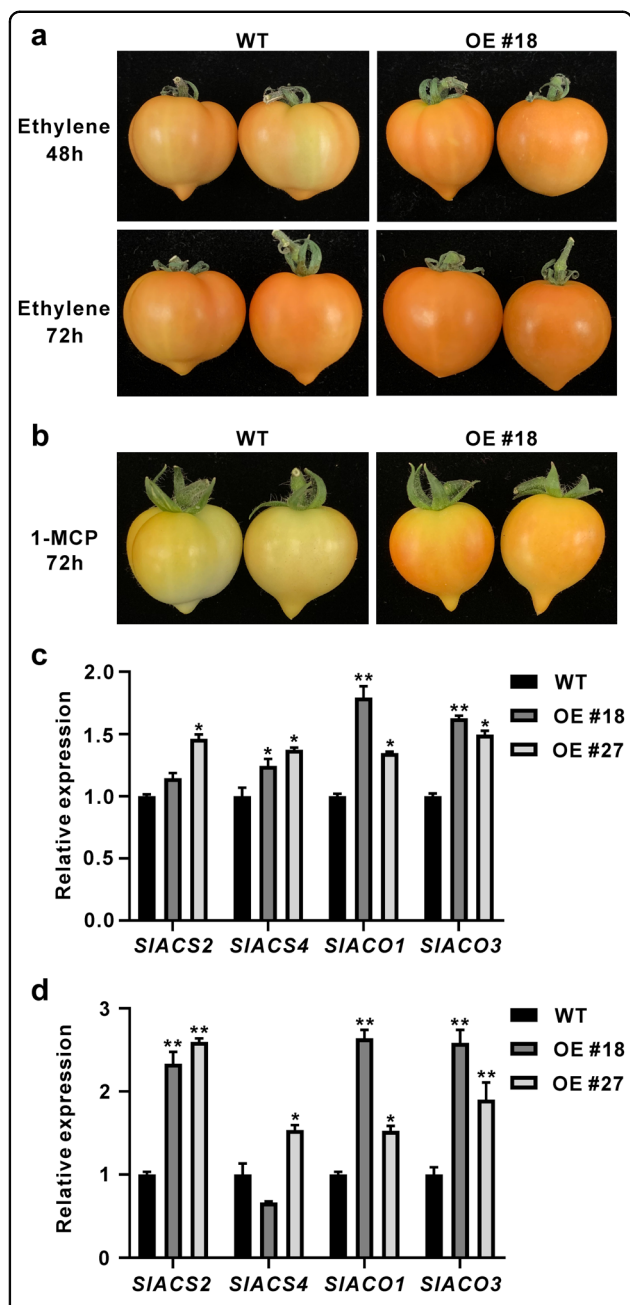 a
WT OE #18
Ethylene
48h
Ethylene
72h
b
WT OE #18
1-MCP
72h
c
Relative expression
2.0
1.5
1.0
0.5
0.0
** ** * * * * *
SlACS2 SlACS4 SlACO1 SlACO3
WT
OE #18
OE #27
d
Relative expression
3
2
1
0
** ** * ** * ** **
SlACS2 SlACS4 SlACO1 SlACO3
WT
OE #18
OE #27